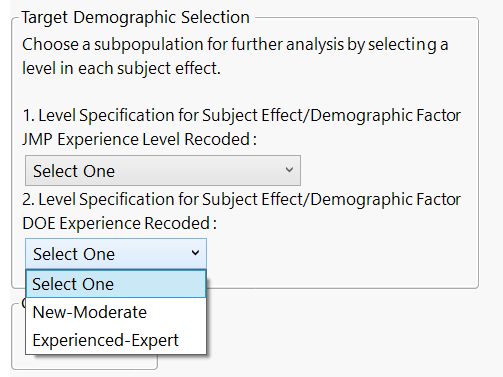 Target Demographic Selection
Choose a subpopulation for further analysis by selecting a
level in each subject effect.
1. Level Specification for Subject Effect/Demographic Factor
JMP Experience Level Recoded :
Select One
2. Level Specification for Subject Effect/Demographic Factor
DOE Experience Recoded :
Select One
Select One
New-Moderate
Experienced-Expert